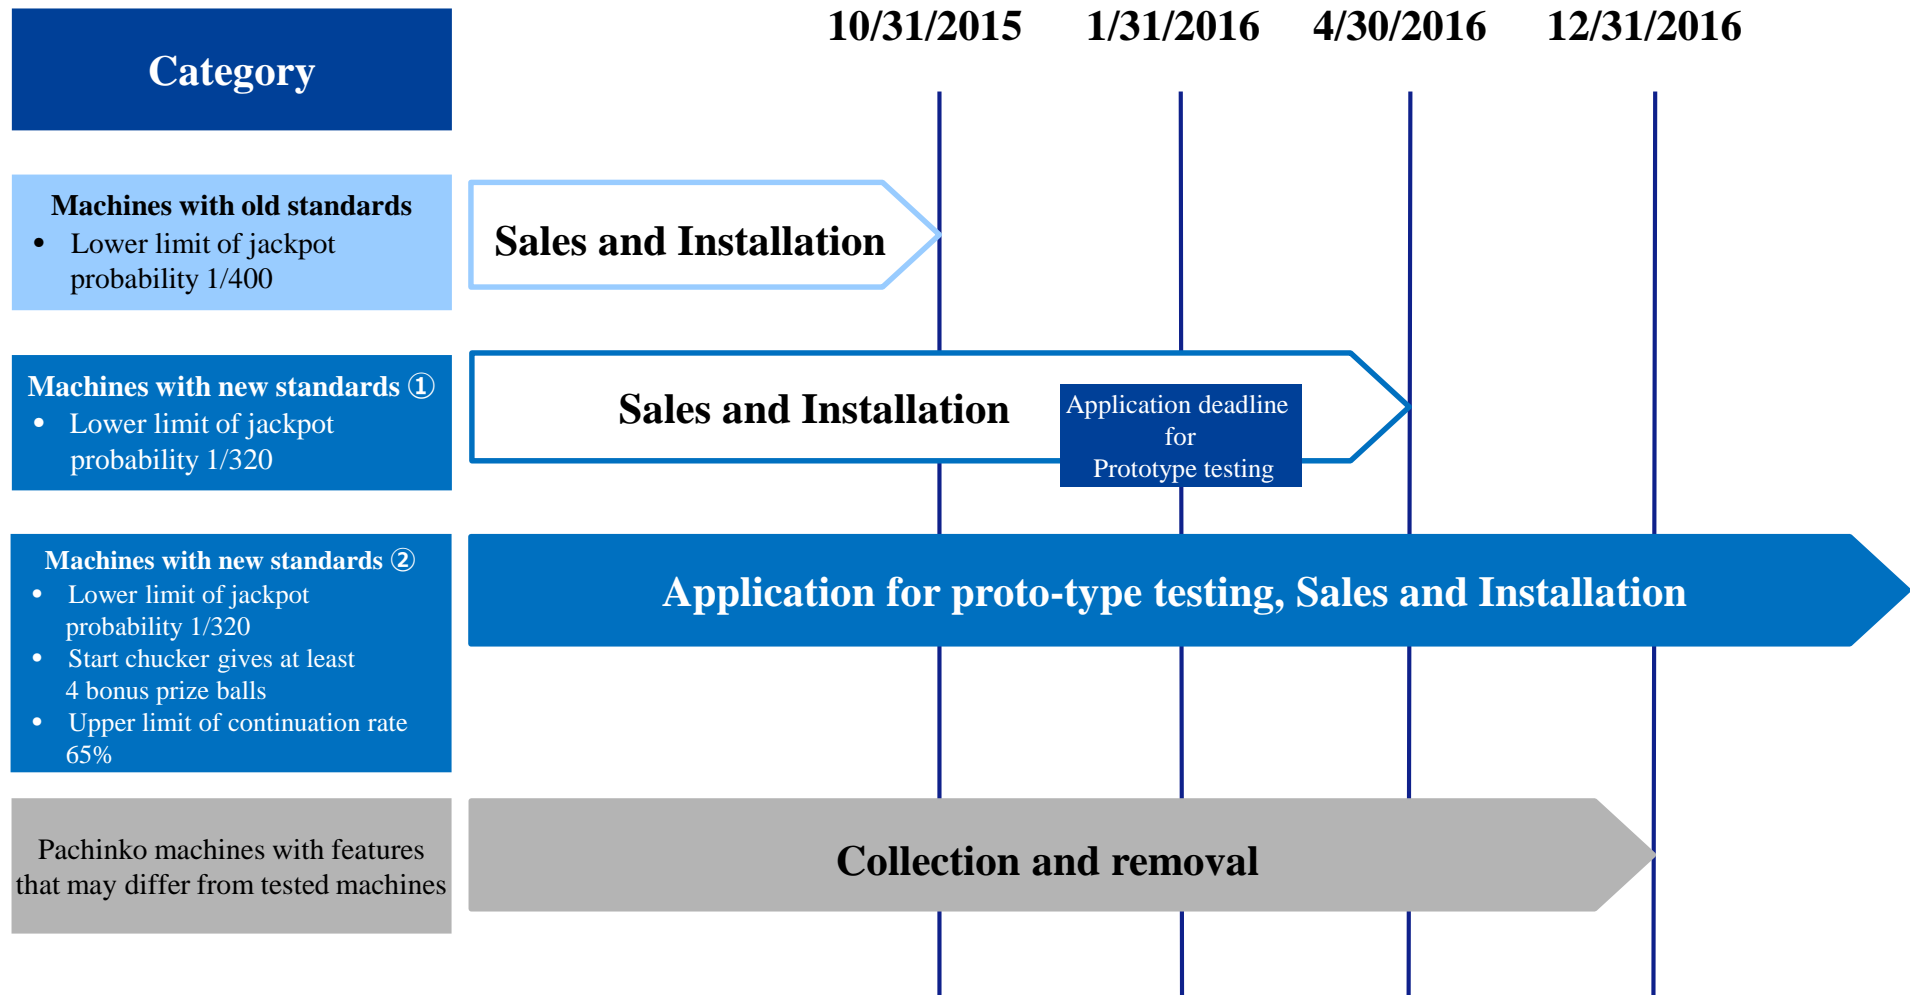 10/31/2015 1/31/2016 4/30/2016 12/31/2016
Category
Machines with old standards
• Lower limit of jackpot
probability 1/400
Sales and Installation
Machines with new standards ①
• Lower limit of jackpot
probability 1/320
Sales and Installation
Application deadline
for
Prototype testing
Machines with new standards ②
• Lower limit of jackpot
probability 1/320
• Start chucker gives at least
4 bonus prize balls
• Upper limit of continuation rate
65%
Application for proto-type testing, Sales and Installation
Pachinko machines with features
that may differ from tested machines
Collection and removal